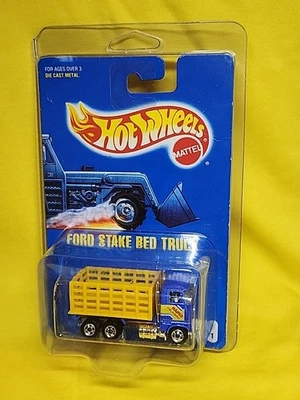 FOR AGES OVER 3
DIE CAST METAL
Hot Wheels
MATTEL
FORD STAKE BED TRUCK